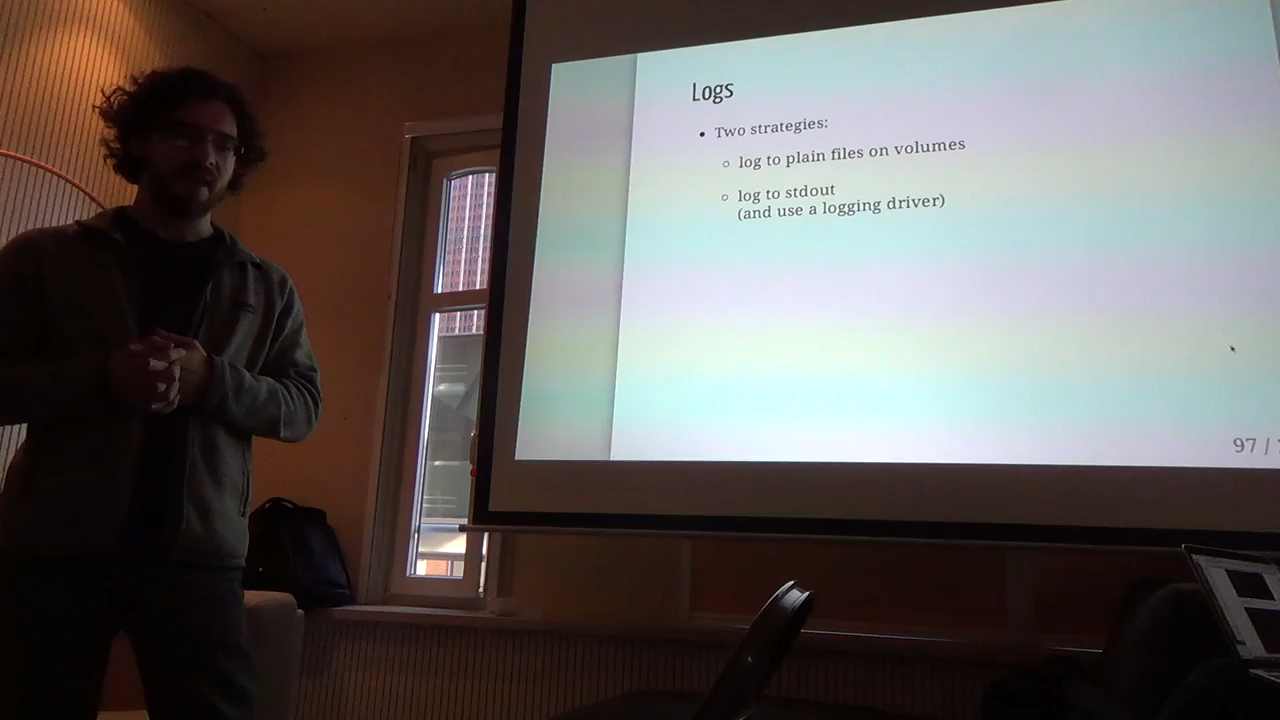 Logs
• Two strategies:
○ log to plain files on volumes
○ log to stdout
(and use a logging driver)
97 /